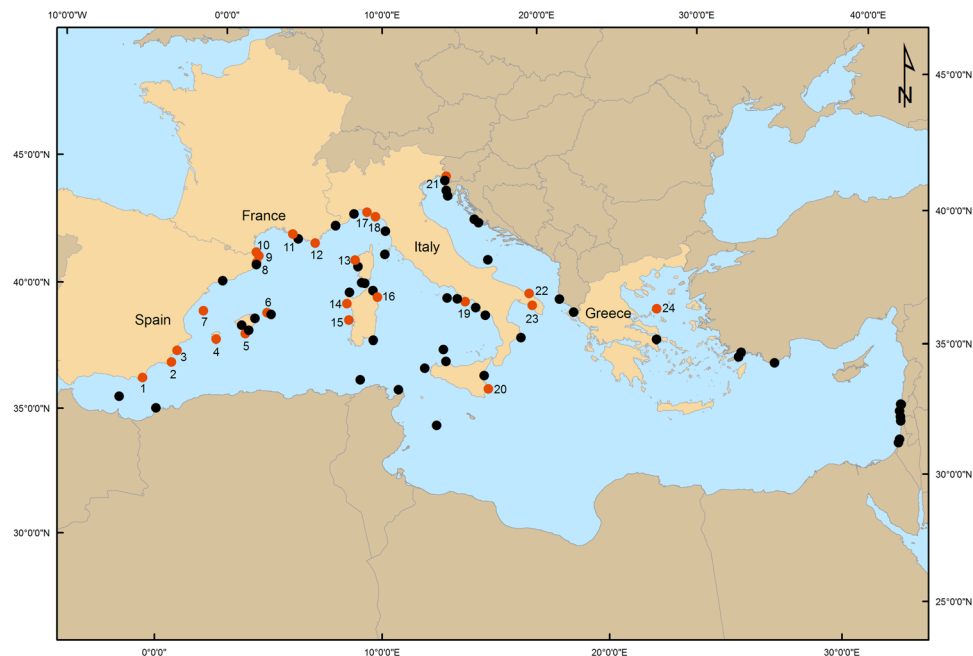 10°0'0"W 0°0'0" 10°0'0"E 20°0'0"E 30°0'0"E 40°0'0"E
45°0'0"N
N
45°0'0"N
21
40°0'0"N
France
17
18
10
11
Italy
12
9
8
13
40°0'0"N
22
16
14
6
19
Greece
24
23
7
15
Spain
4
5
35°0'0"N
3
2
1
20
35°0'0"N
30°0'0"N
30°0'0"N
25°0'0"N
0°0'0" 10°0'0"E 20°0'0"E 30°0'0"E